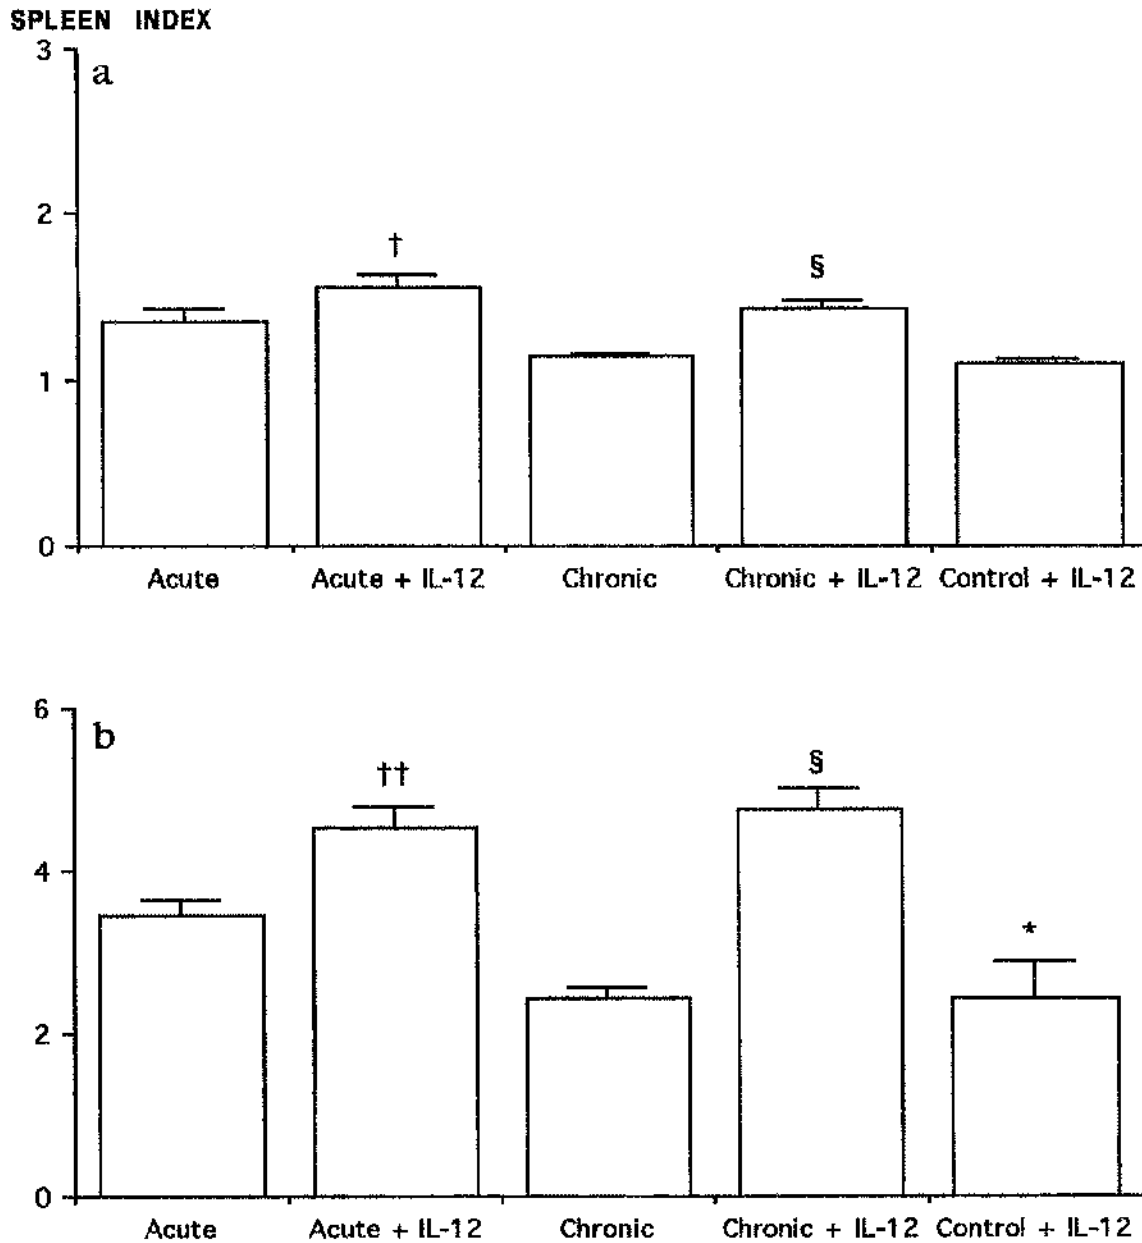 SPLEEN INDEX
3
a
2
†
§
1
0
Acute Acute + IL-12 Chronic Chronic + IL-12 Control + IL-12
6
b
††
§
4
*
2
0
Acute Acute + IL-12 Chronic Chronic + IL-12 Control + IL-12